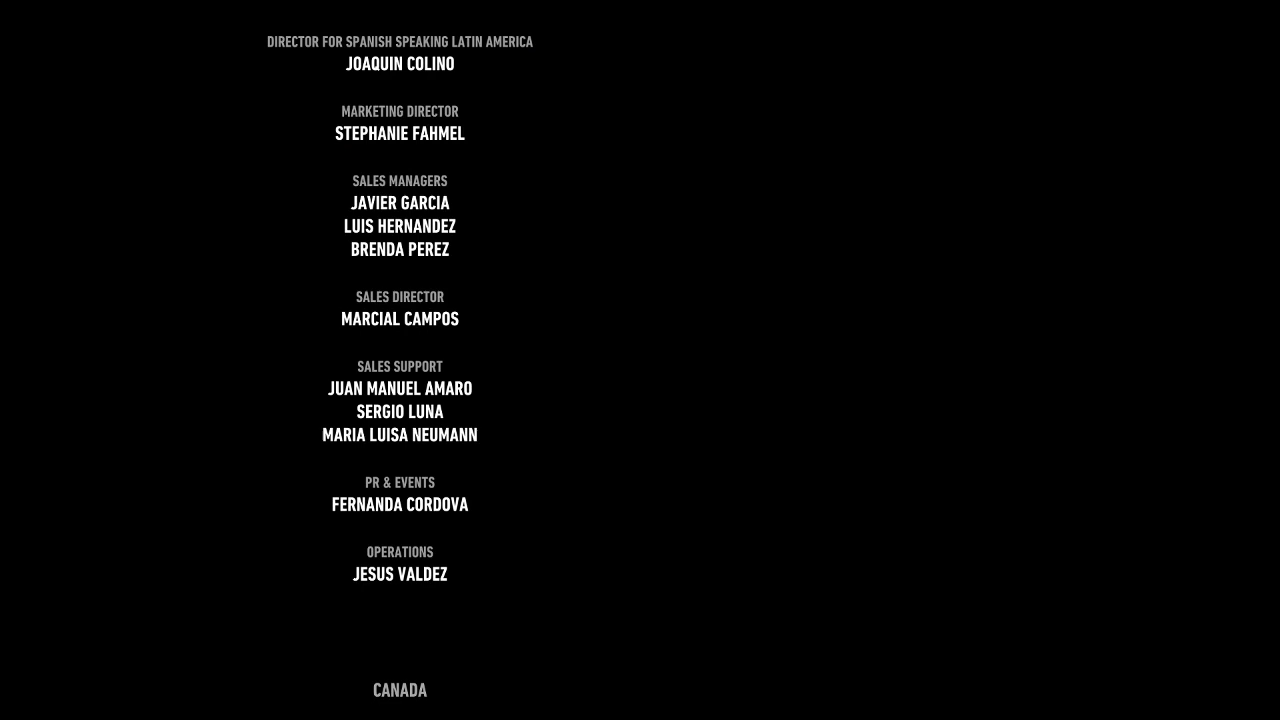 DIRECTOR FOR SPANISH SPEAKING LATIN AMERICA
JOAQUIN COLINO
MARKETING DIRECTOR
STEPHANIE FAHMEL
SALES MANAGERS
JAVIER GARCIA
LUIS HERNANDEZ
BRENDA PEREZ
SALES DIRECTOR
MARCIAL CAMPOS
SALES SUPPORT
JUAN MANUEL AMARO
SERGIO LUNA
MARIA LUISA NEUMANN
PR & EVENTS
FERNANDA CORDOVA
OPERATIONS
JESUS VALDEZ
CANADA